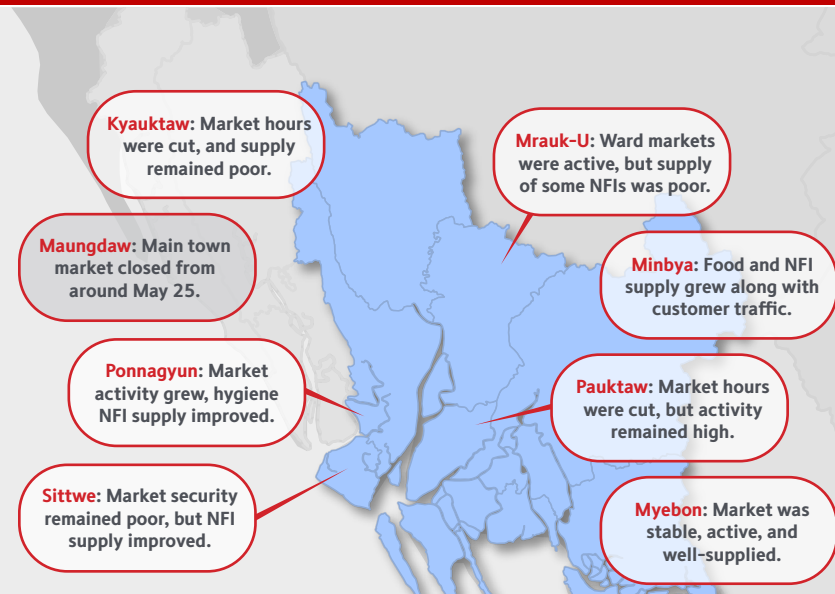 Kyauktaw: Market hours
were cut, and supply
remained poor.
Mrauk-U: Ward markets
were active, but supply
of some NFIs was poor.
Maungdaw: Main town
market closed from
around May 25.
Minbya: Food and NFI
supply grew along with
customer traffic.
Ponnagyun: Market
activity grew, hygiene
NFI supply improved.
Pauktaw: Market hours
were cut, but activity
remained high.
Sittwe: Market security
remained poor, but NFI
supply improved.
Myebon: Market was
stable, active, and
well-supplied.